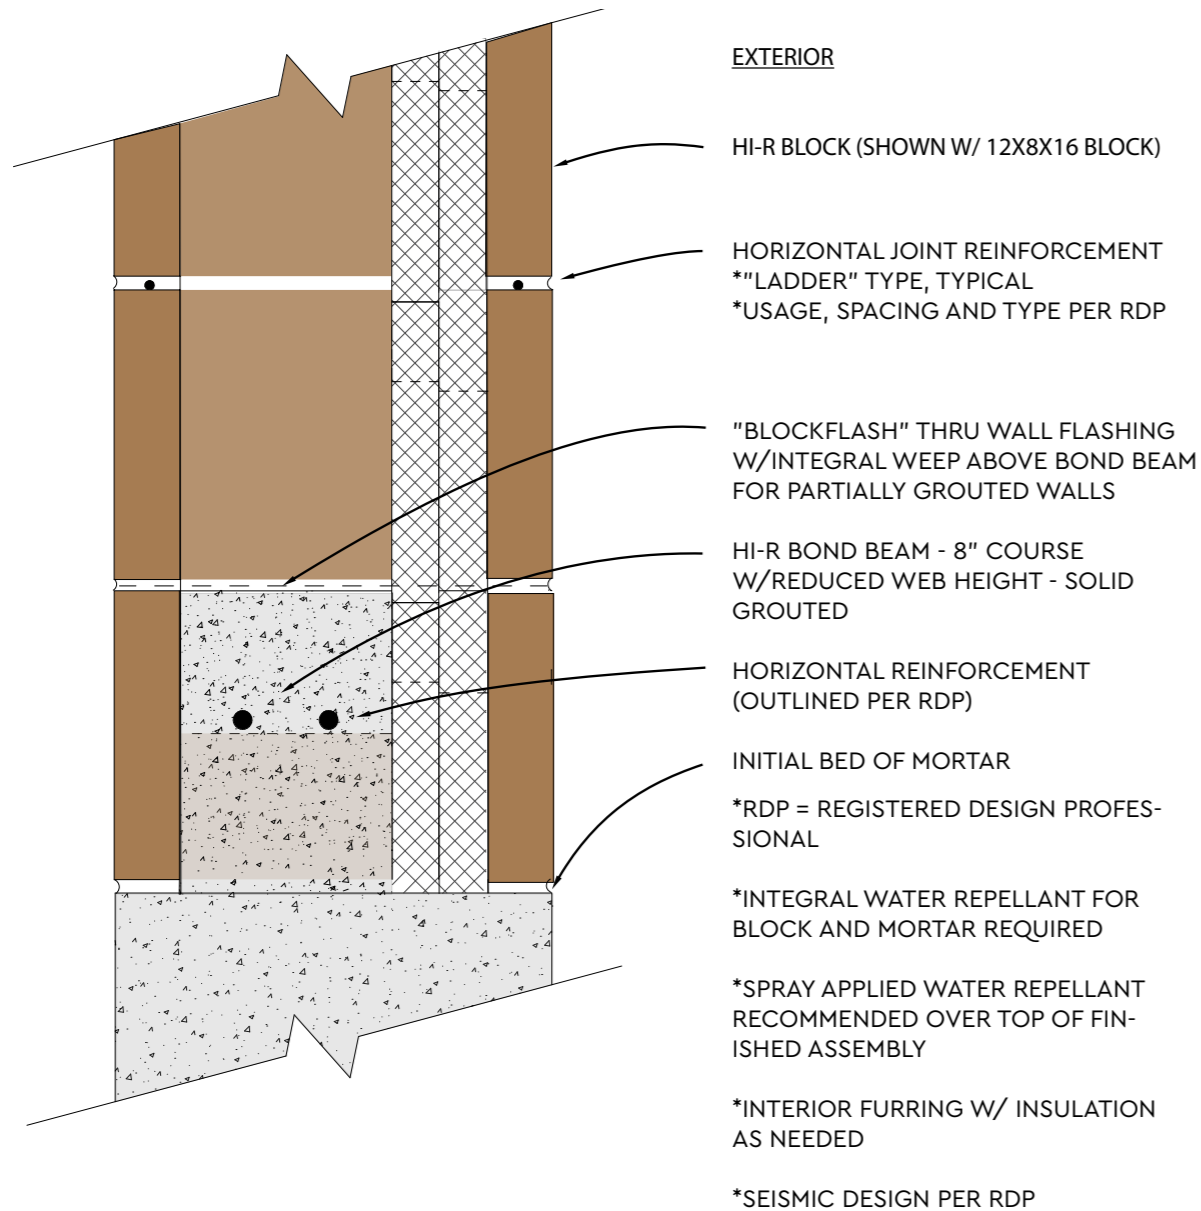 EXTERIOR
HI-R BLOCK (SHOWN W/ 12X8X16 BLOCK)
HORIZONTAL JOINT REINFORCEMENT
*"LADDER" TYPE, TYPICAL
*USAGE, SPACING AND TYPE PER RDP
"BLOCKFLASH" THRU WALL FLASHING
W/INTEGRAL WEEP ABOVE BOND BEAM
FOR PARTIALLY GROUTED WALLS
HI-R BOND BEAM - 8" COURSE
W/REDUCED WEB HEIGHT - SOLID
GROUTED
HORIZONTAL REINFORCEMENT
(OUTLINED PER RDP)
INITIAL BED OF MORTAR
*RDP = REGISTERED DESIGN PROFES-
SIONAL
*INTEGRAL WATER REPELLANT FOR
BLOCK AND MORTAR REQUIRED
*SPRAY APPLIED WATER REPELLANT
RECOMMENDED OVER TOP OF FIN-
ISHED ASSEMBLY
*INTERIOR FURRING W/ INSULATION
AS NEEDED
*SEISMIC DESIGN PER RDP